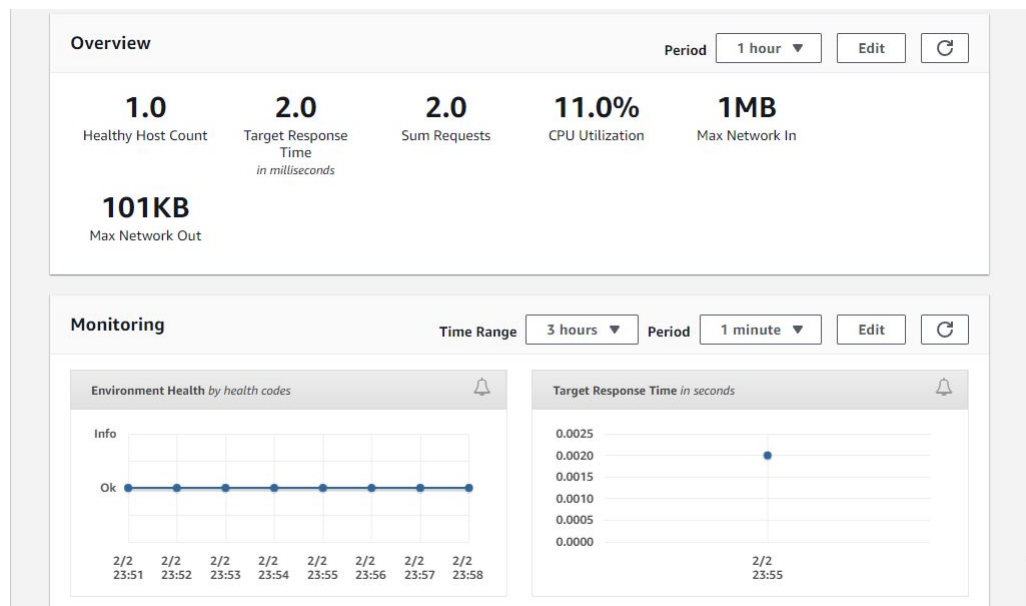 Overview
Period 1 hour Edit
1.0 2.0 2.0 11.0% 1MB
Healthy Host Count Target Response Sum Requests CPU Utilization Max Network In
Time
in milliseconds
101KB
Max Network Out
Monitoring
Time Range 3 hours Period 1 minute Edit
Environment Health by health codes
Info
Ok
2/2 2/2 2/2 2/2 2/2 2/2 2/2 2/2
23:51 23:52 23:53 23:54 23:55 23:56 23:57 23:58
Target Response Time in seconds
0.0025
0.0020
0.0015
0.0010
0.0005
0.0000
2/2
23:55